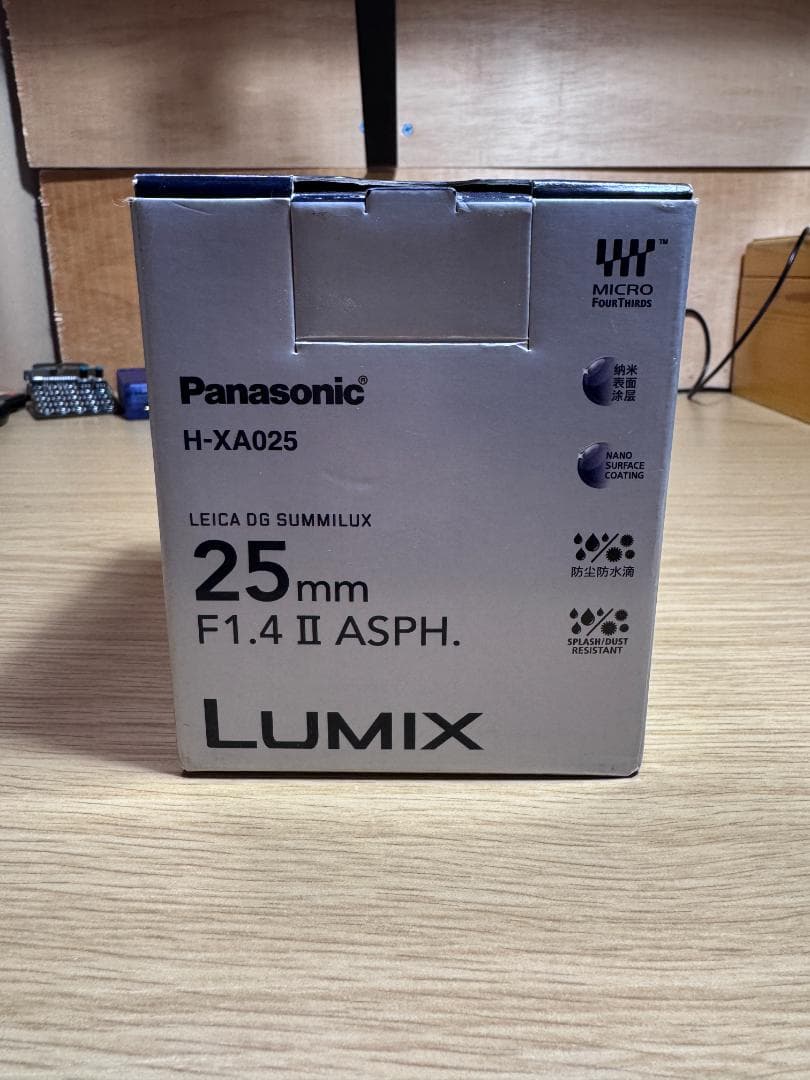 Panasonic®
H-XA025
LEICA DG SUMMILUX
25mm
F1.4 II ASPH.
LUMIX
TM
MICRO
FOURTHIRDS
纳米
表面
涂层
NANO
SURFACE
COATING
防尘防水滴
SPLASH/DUST
RESISTANT